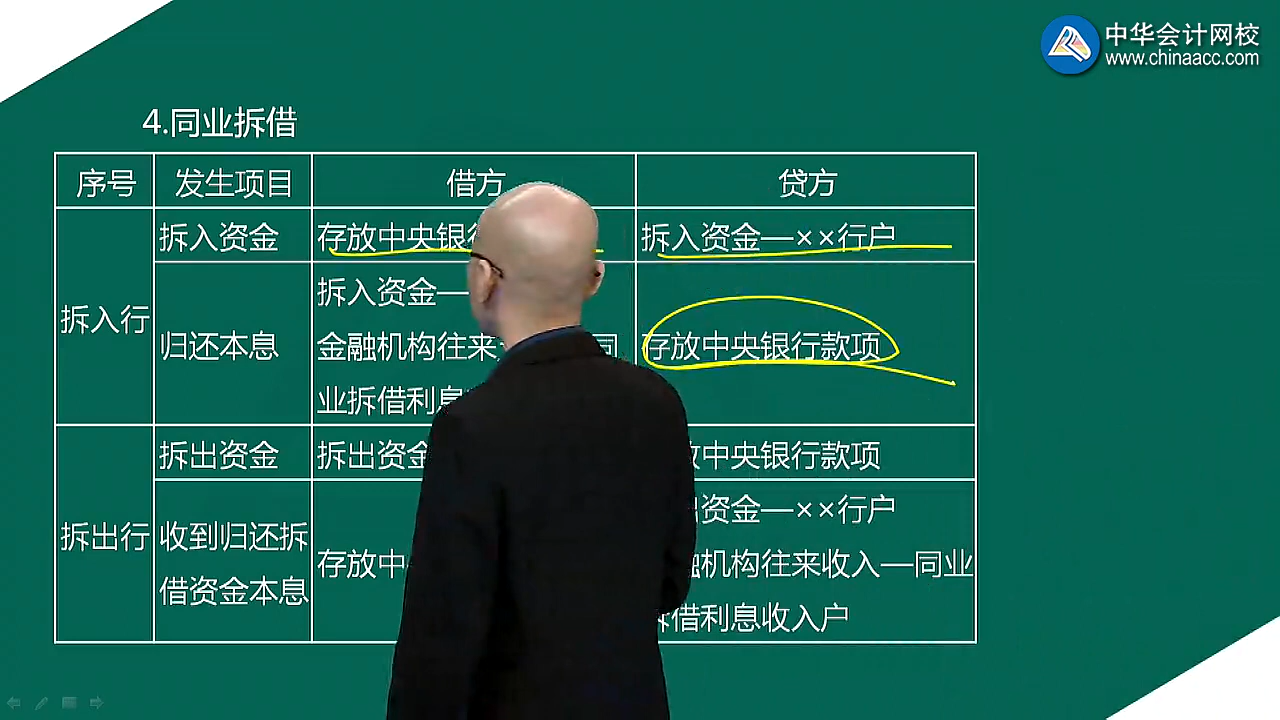 中华会计网校
www.chinaacc.com
4.同业拆借
序号 发生项目 借方 贷方
拆入行
拆入资金 存放中央银 拆入资金—××行户
归还本息
拆入资金—
金融机构往来
同
业拆借利息
存放中央银行款项
拆出行
拆出资金 拆出资金 中央银行款项
收到归还拆
借资金本息
存放中
资金—××行户
机构往来收入—同业
借利息收入户